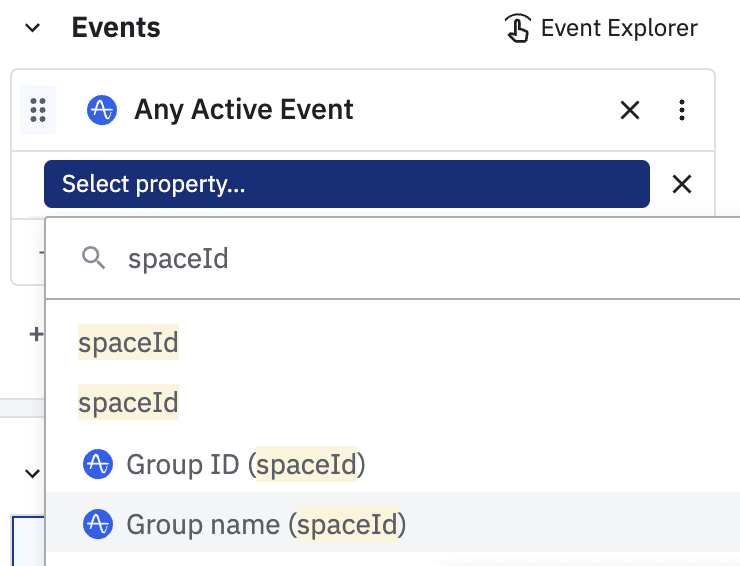 Events
Event Explorer
Any Active Event
Select property...
spaceId
spaceId
spaceId
Group ID (spaceId)
Group name (spaceId)